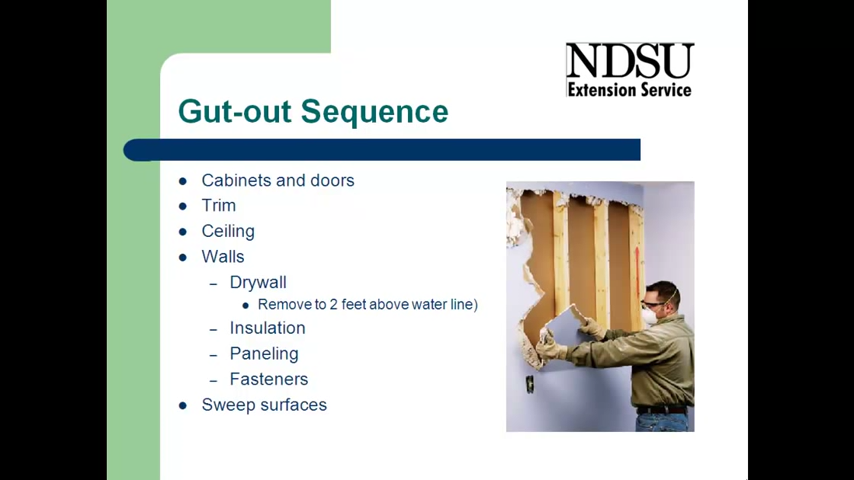 NDSU
Extension Service
Gut-out Sequence
● Cabinets and doors
● Trim
● Ceiling
● Walls
– Drywall
● Remove to 2 feet above water line)
– Insulation
– Paneling
– Fasteners
● Sweep surfaces